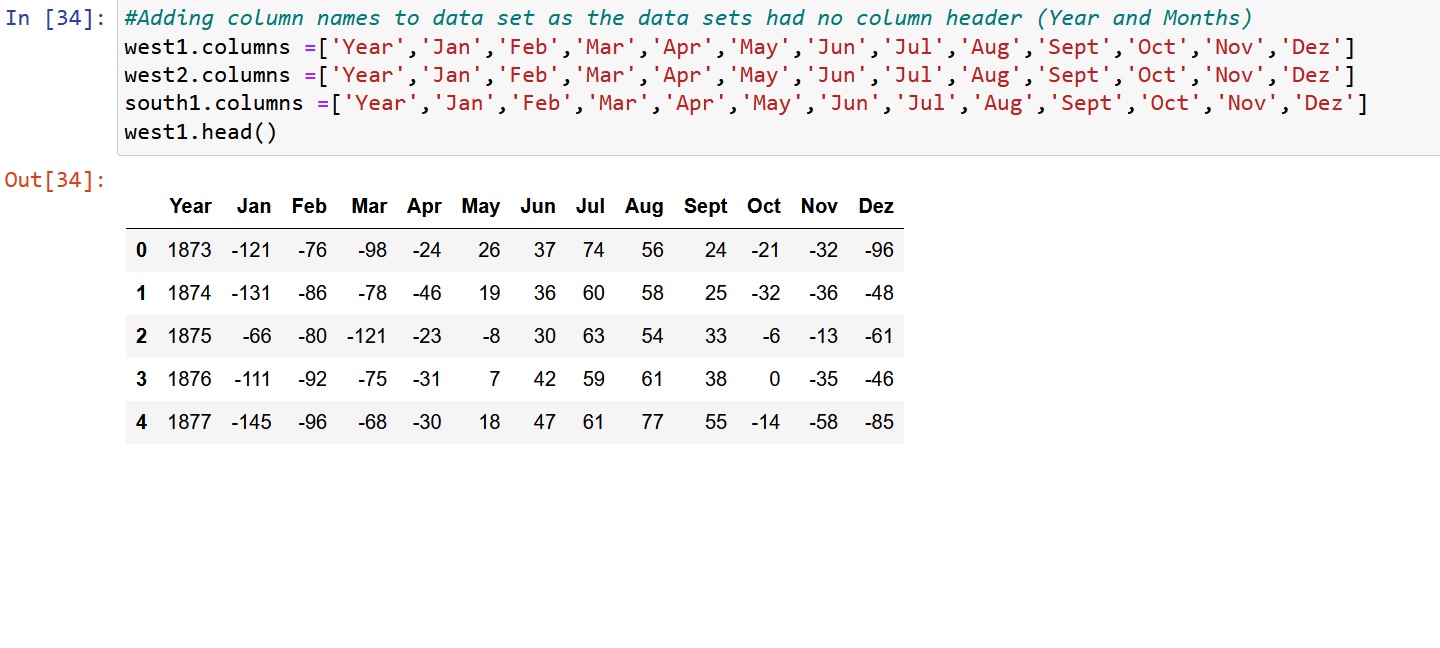 In [34]: #Adding column names to data set as the data sets had no column header (Year and Months)
west1.columns =['Year','Jan','Feb','Mar','Apr','May','Jun','Jul','Aug','Sept','Oct','Nov','Dez']
west2.columns =['Year','Jan','Feb','Mar','Apr','May','Jun','Jul','Aug','Sept','Oct','Nov','Dez']
south1.columns =['Year','Jan','Feb','Mar','Apr','May','Jun','Jul','Aug','Sept','Oct','Nov','Dez']
west1.head()
Out[34]:
Year Jan Feb Mar Apr May Jun Jul Aug Sept Oct Nov Dez
0 1873 -121 -76 -98 -24 26 37 74 56 24 -21 -32 -96
1 1874 -131 -86 -78 -46 19 36 60 58 25 -32 -36 -48
2 1875 -66 -80 -121 -23 -8 30 63 54 33 -6 -13 -61
3 1876 -111 -92 -75 -31 7 42 59 61 38 0 -35 -46
4 1877 -145 -96 -68 -30 18 47 61 77 55 -14 -58 -85